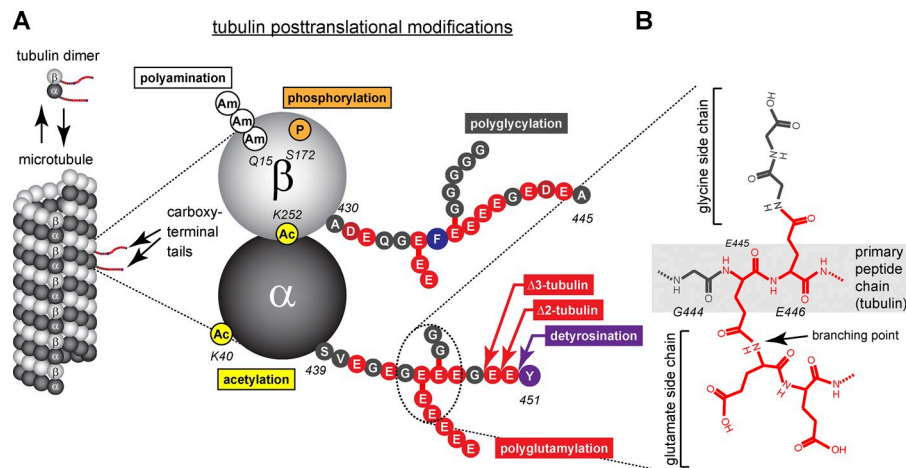 A
tubulin posttranslational modifications
B
tubulin dimer
β
α
microtubule
β
α
β
α
β
α
β
α
β
α
β
α
carboxy-
terminal
tails
polyamination
Am
Am
Am
phosphorylation
P
Q15
S172
β
K252
Ac
α
Ac
K40
acetylation
430
A D E Q G E F E E E E G E D E A
445
E
E
G
G
G
G
G
polyglycylation
439
S V E G E G E E E G E E Y
451
G
G
E
E
E
E
E
E
Δ3-tubulin
Δ2-tubulin
detyrosination
polyglutamylation
glycine side chain
OH
O
N
H
O
N
H
O
E445
primary
peptide
chain
(tubulin)
G444
E446
branching point
glutamate side chain